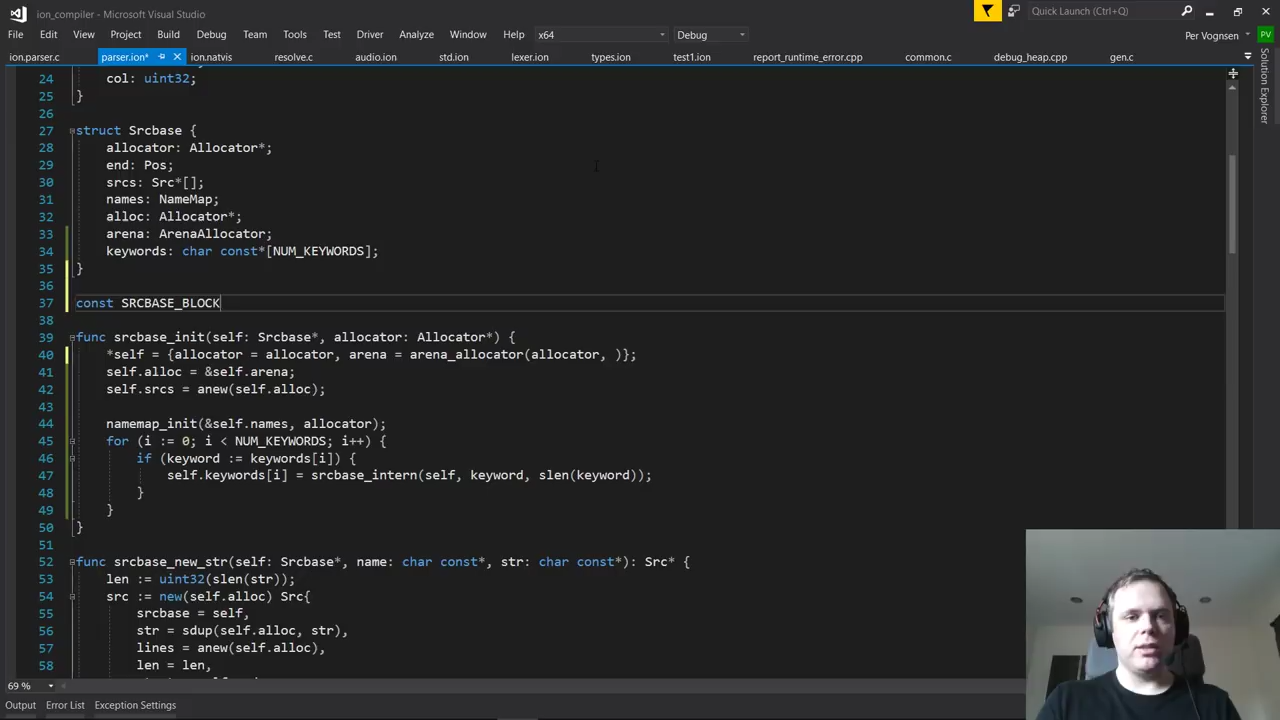 ion_compiler - Microsoft Visual Studio
Quick Launch (Ctrl+Q)
File Edit View Project Build Debug Team Tools Test Driver Analyze Window Help x64 Debug Per Vognsen PV
ion.parser.c parser.ion* ion.natvis resolve.c audio.ion std.ion lexer.ion types.ion test1.ion report_runtime_error.cpp common.c debug_heap.cpp gen.c
Solution Explorer
24 col: uint32;
25 }
26
27 struct Srcbase {
28 allocator: Allocator*;
29 end: Pos;
30 srcs: Src*[];
31 names: NameMap;
32 alloc: Allocator*;
33 arena: ArenaAllocator;
34 keywords: char const*[NUM_KEYWORDS];
35 }
36
37 const SRCBASE_BLOCK
38
39 func srcbase_init(self: Srcbase*, allocator: Allocator*) {
40 *self = {allocator = allocator, arena = arena_allocator(allocator, )};
41 self.alloc = &self.arena;
42 self.srcs = anew(self.alloc);
43
44 namemap_init(&self.names, allocator);
45 for (i := 0; i < NUM_KEYWORDS; i++) {
46 if (keyword := keywords[i]) {
47 self.keywords[i] = srcbase_intern(self, keyword, slen(keyword));
48 }
49 }
50 }
51
52 func srcbase_new_str(self: Srcbase*, name: char const*, str: char const*): Src* {
53 len := uint32(slen(str));
54 src := new(self.alloc) Src{
55 srcbase = self,
56 str = sdup(self.alloc, str),
57 lines = anew(self.alloc),
58 len = len,
69 %
Output Error List Exception Settings